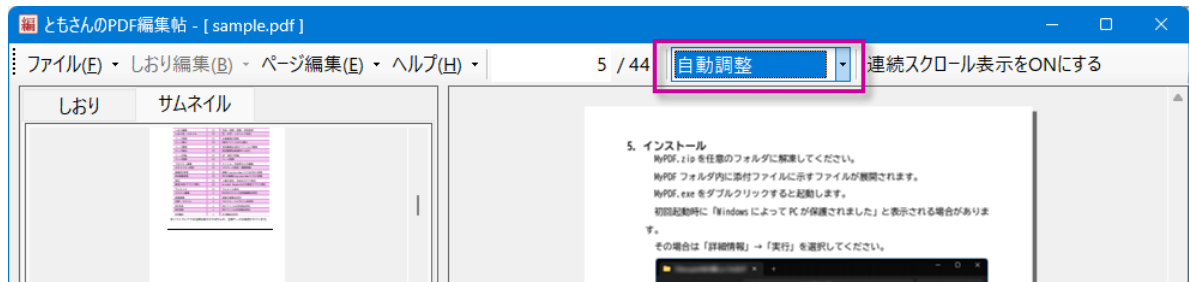 編 ともさんのPDF編集帖 - [ sample.pdf ]
ファイル(F) しおり編集(B) ページ編集(E) ヘルプ(H) 5 / 44 自動調整 連続スクロール表示をONにする
しおり サムネイル
5. インストール
MyPDF.zip を任意のフォルダに解凍してください。
MyPDF フォルダ内に添付ファイルに示すファイルが展開されます。
MyPDF.exe をダブルクリックすると起動します。
初回起動時に「Windows によって PC が保護されました」と表示される場合がありま
す。
その場合は「詳細情報」→「実行」を選択してください。